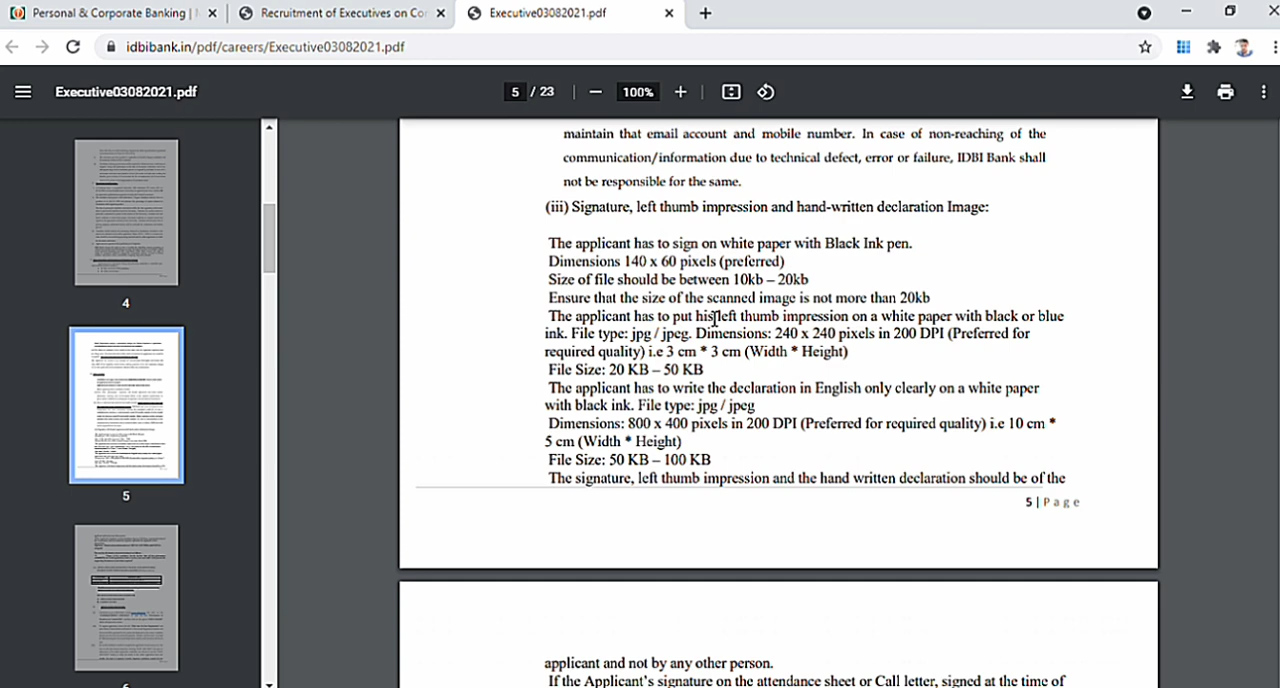 Personal & Corporate Banking |
Recruitment of Executives on Co
Executive03082021.pdf
idbibank.in/pdf/careers/Executive03082021.pdf
Executive03082021.pdf
5 / 23
100%
4
5
maintain that email account and mobile number. In case of non-reaching of the
communication/information due to technical defect, error or failure, IDBI Bank shall
not be responsible for the same.
(iii) Signature, left thumb impression and hand-written declaration Image:
The applicant has to sign on white paper with Black Ink pen.
Dimensions 140 x 60 pixels (preferred)
Size of file should be between 10kb – 20kb
Ensure that the size of the scanned image is not more than 20kb
The applicant has to put his left thumb impression on a white paper with black or blue
ink. File type: jpg / jpeg. Dimensions: 240 x 240 pixels in 200 DPI (Preferred for
required quality) i.e 3 cm * 3 cm (Width * Height)
File Size: 20 KB – 50 KB
The applicant has to write the declaration in English only clearly on a white paper
with black ink. File type: jpg / jpeg
Dimensions: 800 x 400 pixels in 200 DPI (Preferred for required quality) i.e 10 cm *
5 cm (Width * Height)
File Size: 50 KB – 100 KB
The signature, left thumb impression and the hand written declaration should be of the
5 | Page
applicant and not by any other person.
If the Applicant's signature on the attendance sheet or Call letter, signed at the time of